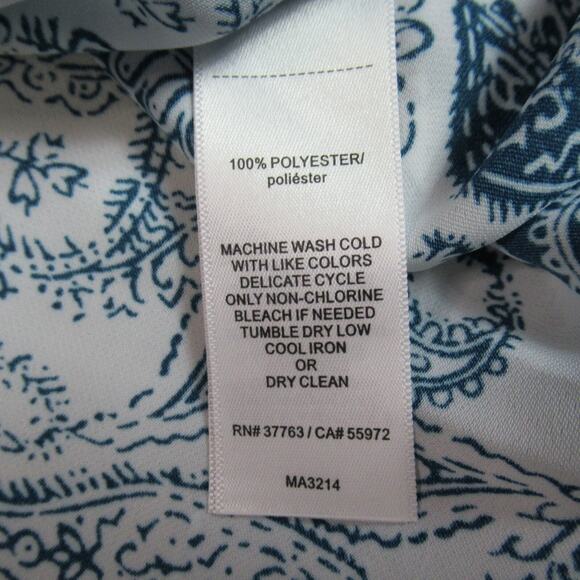 100% POLYESTER/
poliéster
MACHINE WASH COLD
WITH LIKE COLORS
DELICATE CYCLE
ONLY NON-CHLORINE
BLEACH IF NEEDED
TUMBLE DRY LOW
COOL IRON
OR
DRY CLEAN
RN# 37763 / CA# 55972
MA3214